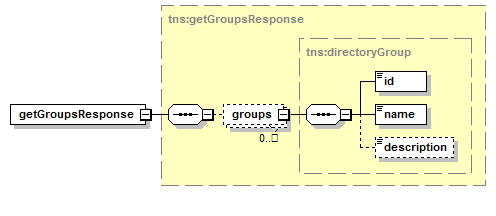 tns:getGroupsResponse
tns:directoryGroup
id
getGroupsResponse
groups
name
0..
description